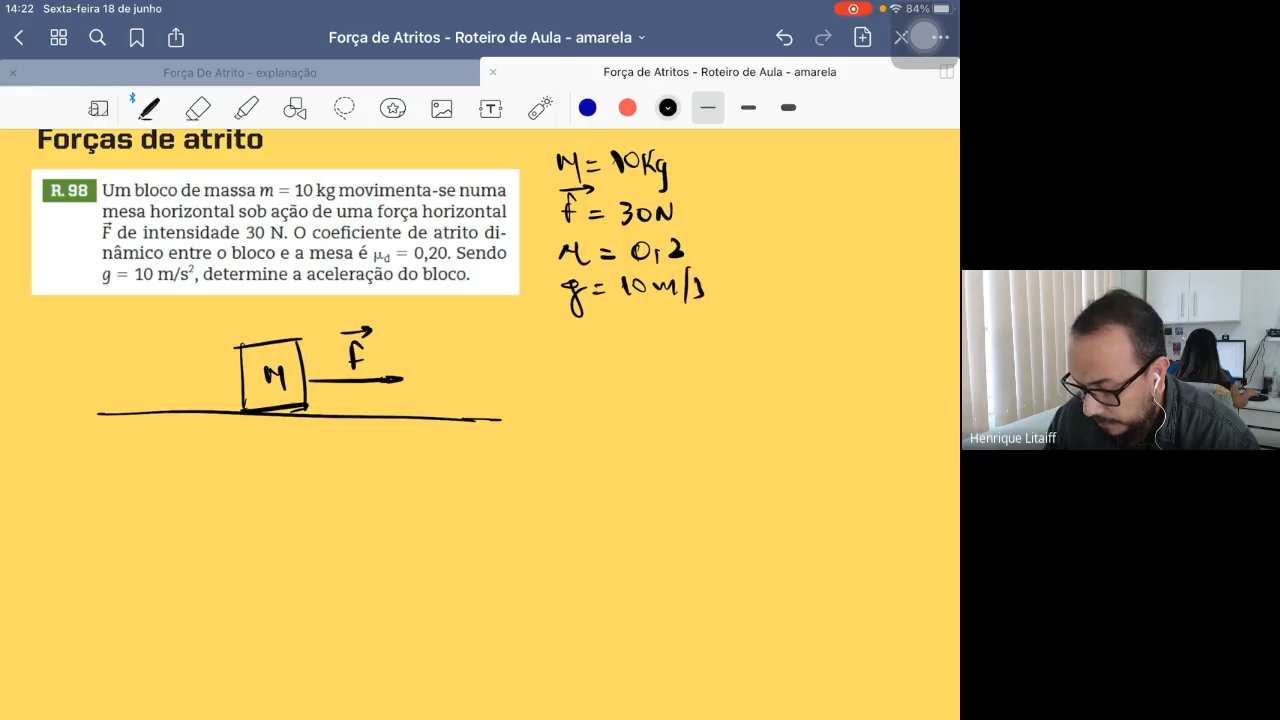 14:22 Sexta-feira 18 de junho
84%
Força de Atritos - Roteiro de Aula - amarela
Força De Atrito - explanação
Força de Atritos - Roteiro de Aula - amarela
Forças de atrito
R. 98 Um bloco de massa m = 10 kg movimenta-se numa
mesa horizontal sob ação de uma força horizontal
F⃗ de intensidade 30 N. O coeficiente de atrito di-
nâmico entre o bloco e a mesa é μd = 0,20. Sendo
g = 10 m/s², determine a aceleração do bloco.
M = 10Kg
f⃗ = 30N
μ = 0,2
g = 10 m/s
f⃗
M
Henrique Litaiff